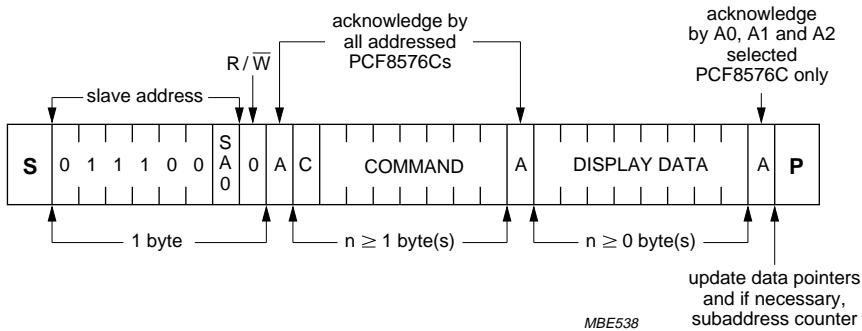 acknowledge by
all addressed
PCF8576Cs
acknowledge
by A0, A1 and A2
selected
PCF8576C only
R / W̅
slave address
S 0 1 1 1 0 0 S A 0 0 A C COMMAND A DISPLAY DATA A P
1 byte
n ≥ 1 byte(s)
n ≥ 0 byte(s)
update data pointers
and if necessary,
subaddress counter
MBE538